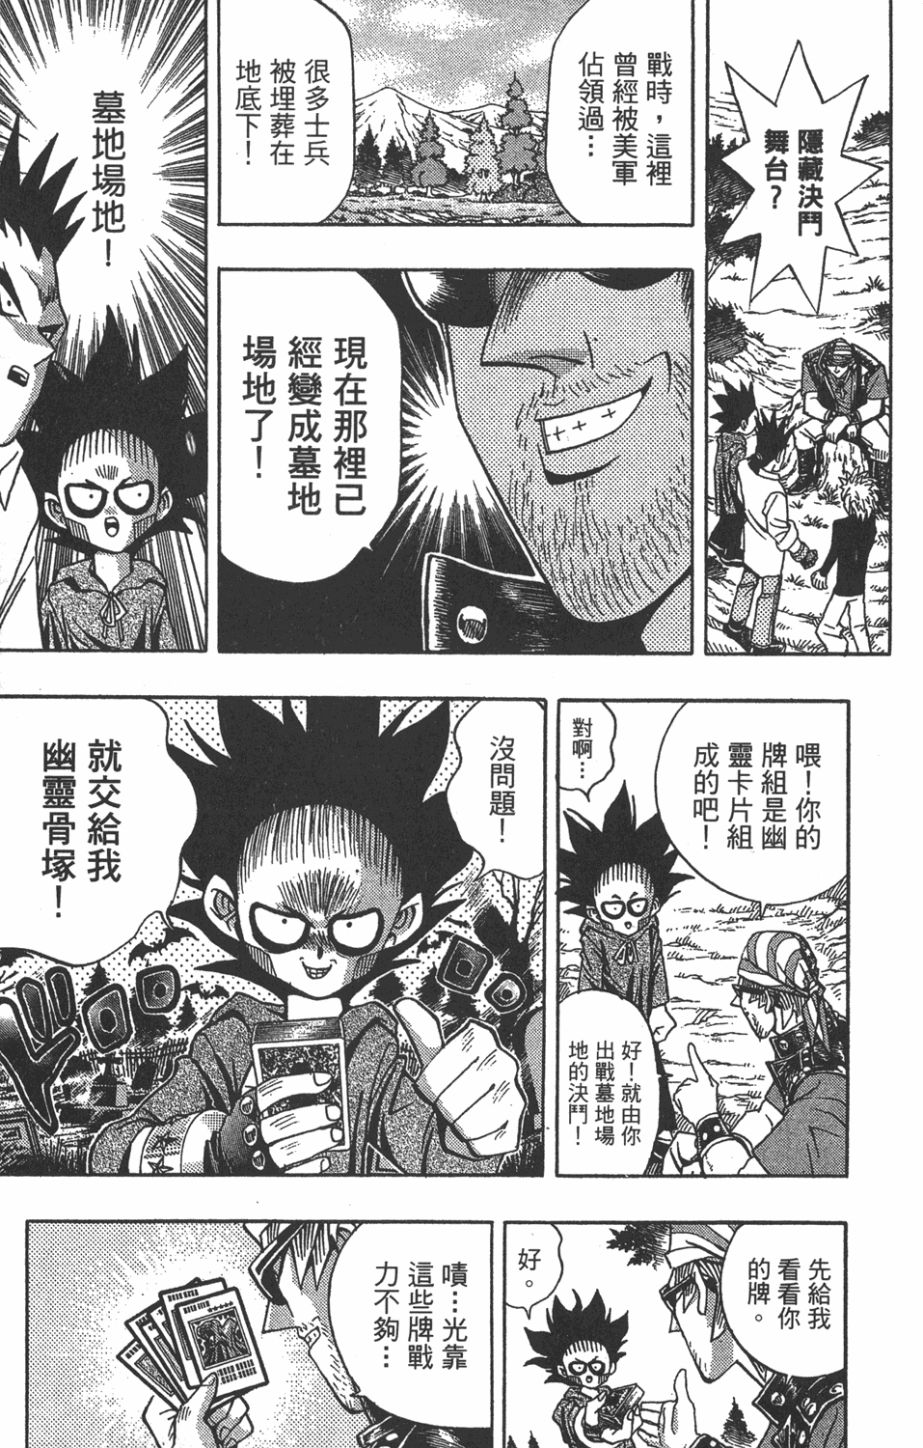 隱藏決鬥
舞台?
戰時，這裡
曾經被美軍
佔領過…
很多士兵
被埋葬在
地底下！
現在那裡已
經變成墓地
場地了！
墓地場地！
喂！你的
牌組是幽
靈卡片組
成的吧！
對啊…
好！就由你
出戰墓地場
地的決鬥！
沒問題！
就交給我
幽靈骨塚！
ドロロロ
先給我
看看你
的牌。
好。
嘖…光靠
這些牌戰
力不夠…